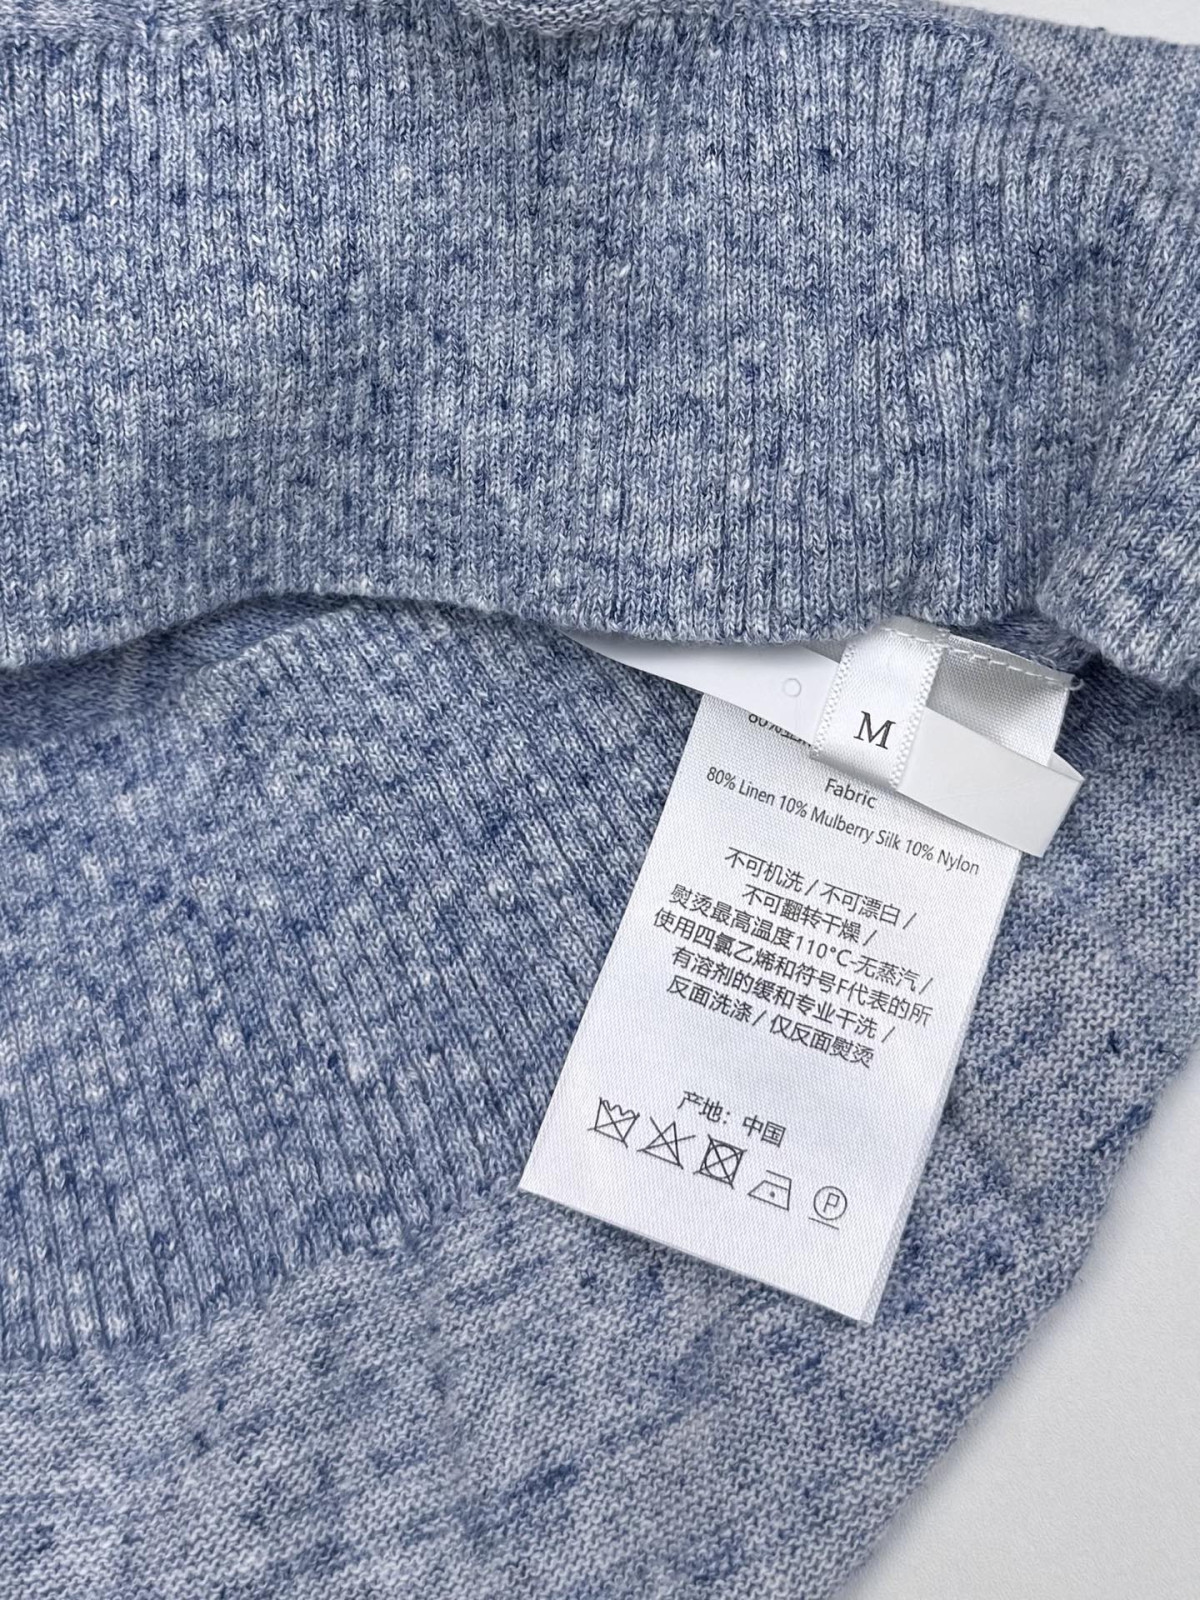 M
80%
Fabric
80% Linen 10% Mulberry Silk 10% Nylon
不可机洗 / 不可漂白 /
不可翻转干燥 /
熨烫最高温度110°C-无蒸汽 /
使用四氯乙烯和符号F代表的所
有溶剂的缓和专业干洗 /
反面洗涤 / 仅反面熨烫
产地：中国
P